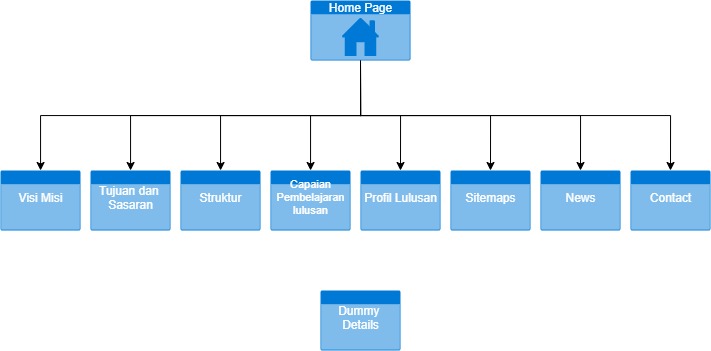 Home Page
Visi Misi
Tujuan dan
Sasaran
Struktur
Capaian
Pembelajaran
lulusan
Profil Lulusan
Sitemaps
News
Contact
Dummy
Details